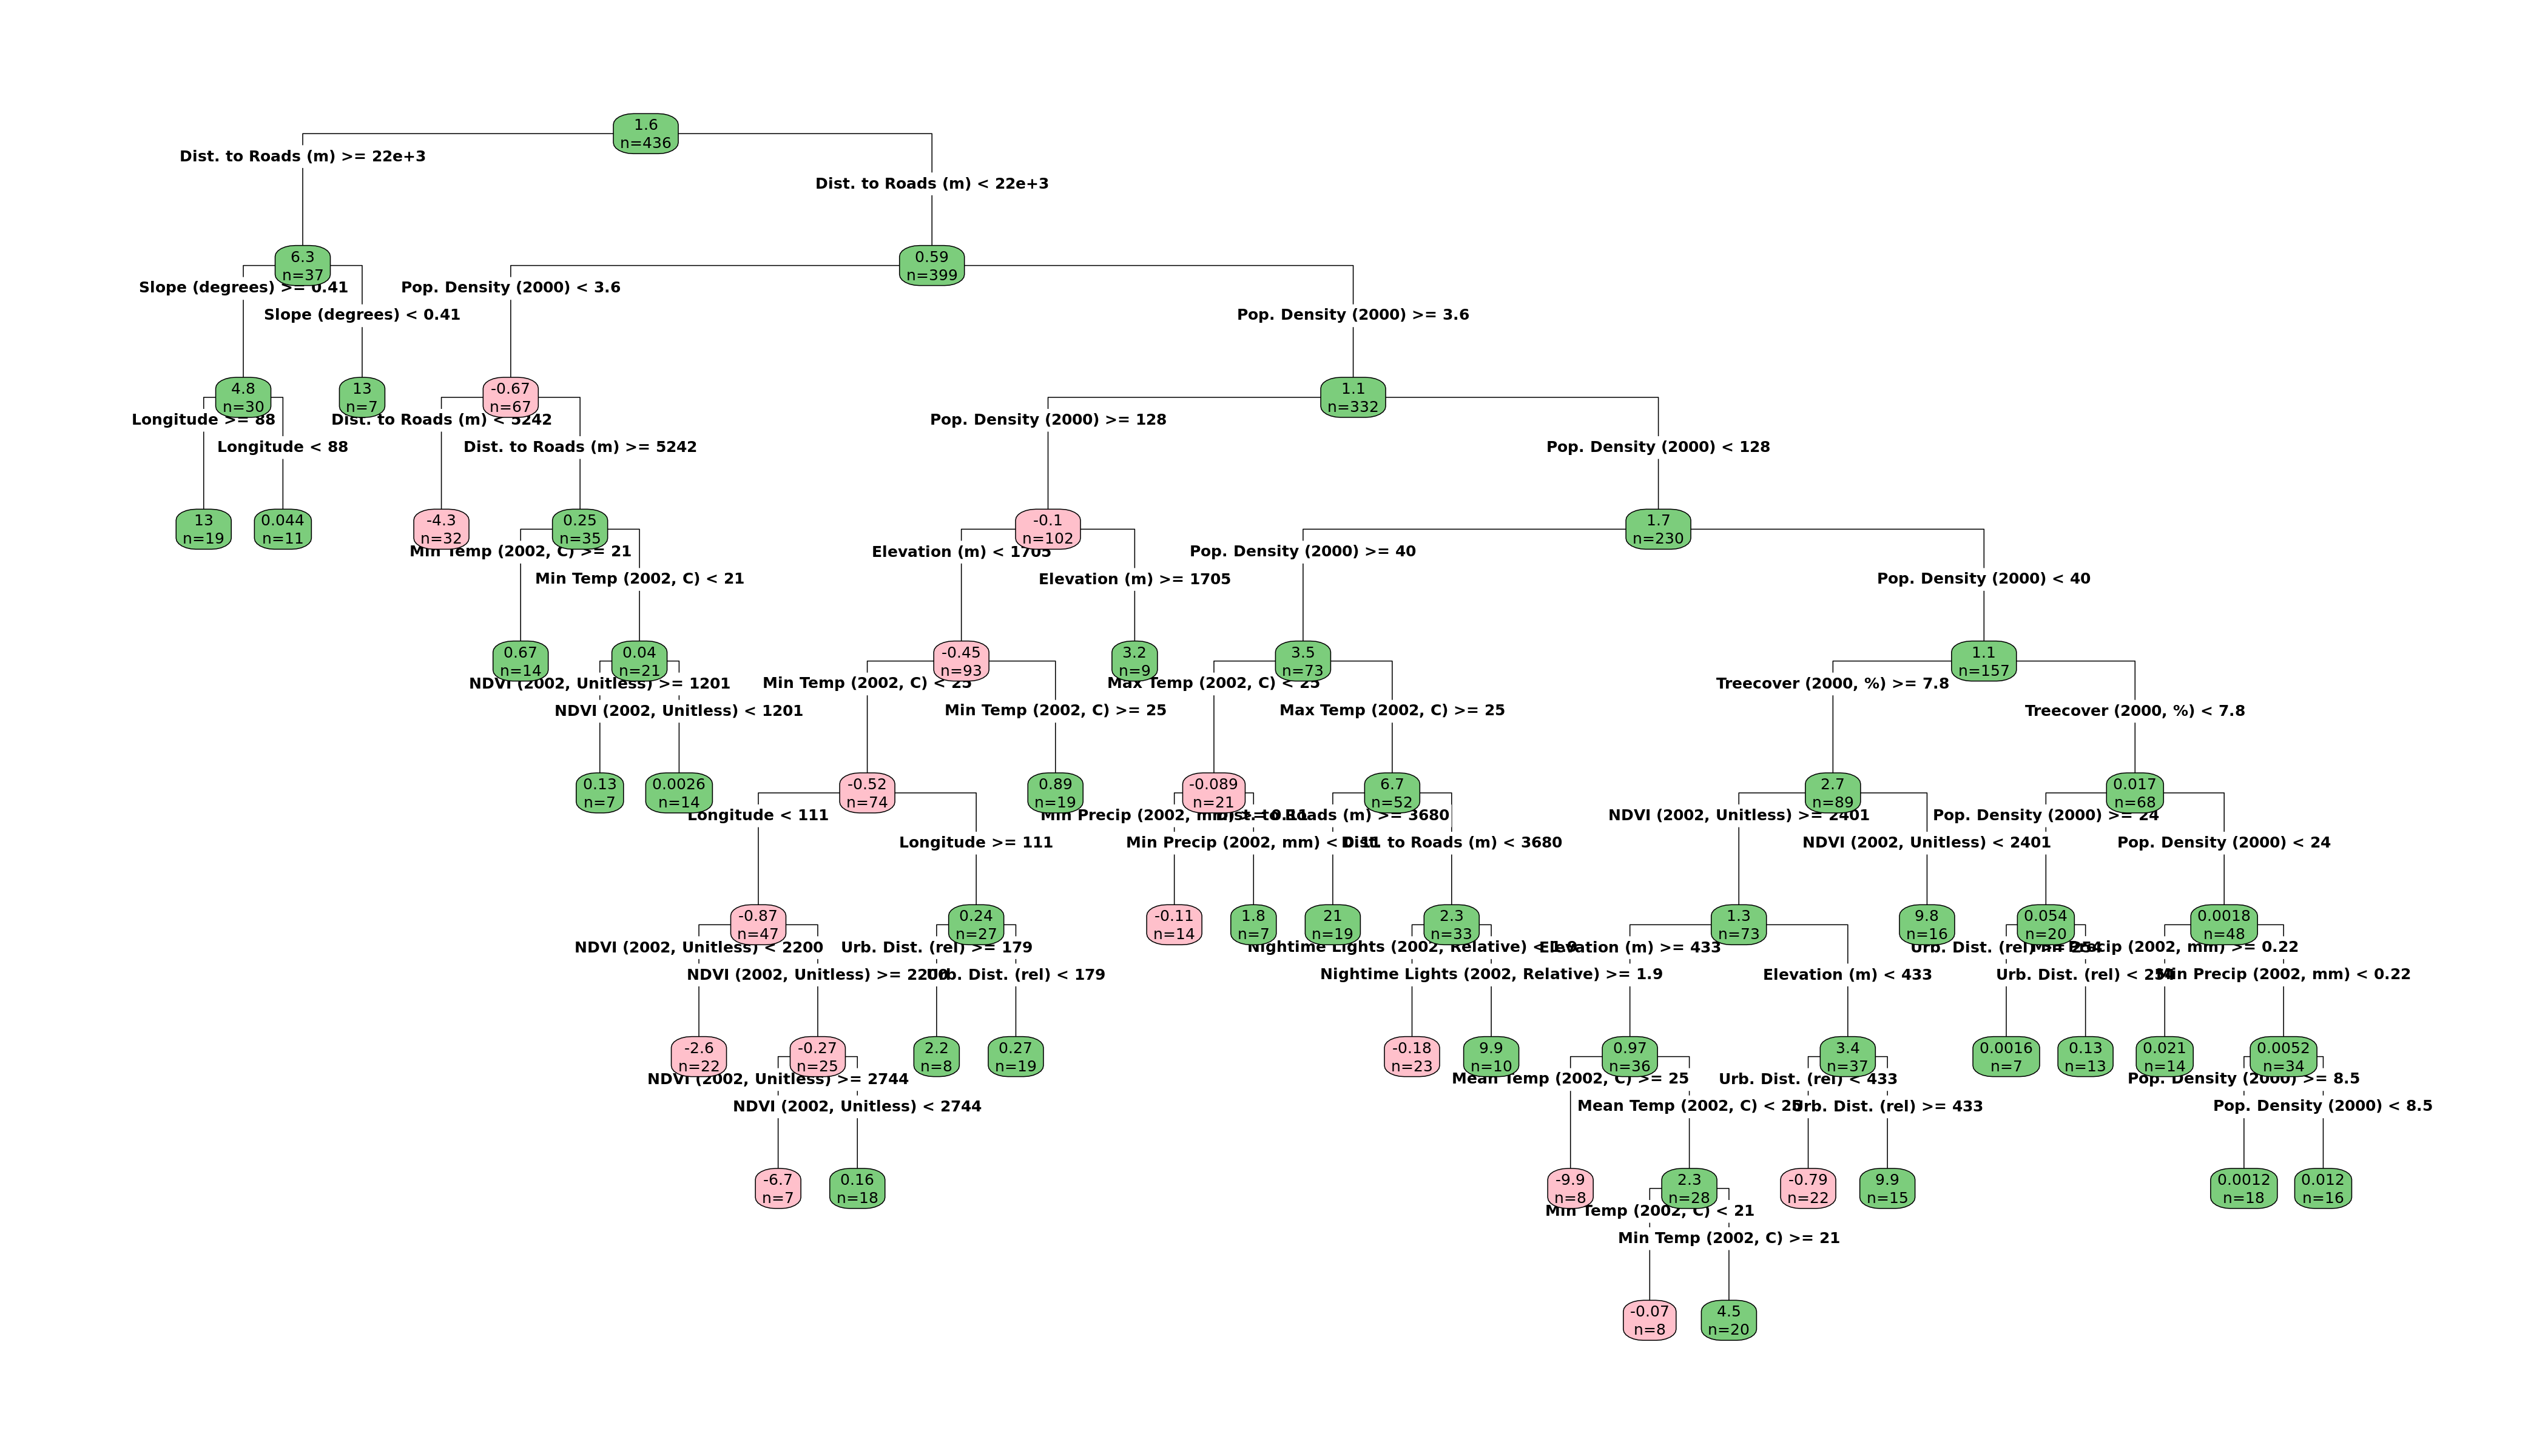 1.6
n=436
Dist. to Roads (m) >= 22e+3
Dist. to Roads (m) < 22e+3
6.3
n=37
0.59
n=399
Slope (degrees) >= 0.41
Pop. Density (2000) < 3.6
Slope (degrees) < 0.41
Pop. Density (2000) >= 3.6
4.8
n=30
13
n=7
-0.67
n=67
1.1
n=332
Longitude >= 88
Dist. to Roads (m) < 5242
Pop. Density (2000) >= 128
Longitude < 88
Dist. to Roads (m) >= 5242
Pop. Density (2000) < 128
13
n=19
0.044
n=11
-4.3
n=32
0.25
n=35
-0.1
n=102
1.7
n=230
Min Temp (2002, C) >= 21
Elevation (m) < 1705
Pop. Density (2000) >= 40
Min Temp (2002, C) < 21
Elevation (m) >= 1705
Pop. Density (2000) < 40
0.67
n=14
0.04
n=21
-0.45
n=93
3.2
n=9
3.5
n=73
1.1
n=157
NDVI (2002, Unitless) >= 1201
Min Temp (2002, C) < 25
Max Temp (2002, C) < 25
Treecover (2000, %) >= 7.8
NDVI (2002, Unitless) < 1201
Min Temp (2002, C) >= 25
Max Temp (2002, C) >= 25
Treecover (2000, %) < 7.8
0.13
n=7
0.0026
n=14
-0.52
n=74
0.89
n=19
-0.089
n=21
6.7
n=52
2.7
n=89
0.017
n=68
Longitude < 111
Min Precip (2002, mm) >= 0.11
Dist. to Roads (m) >= 3680
NDVI (2002, Unitless) >= 2401
Pop. Density (2000) >= 24
Longitude >= 111
Min Precip (2002, mm) < 0.11
Dist. to Roads (m) < 3680
NDVI (2002, Unitless) < 2401
Pop. Density (2000) < 24
-0.87
n=47
0.24
n=27
-0.11
n=14
1.8
n=7
21
n=19
2.3
n=33
1.3
n=73
9.8
n=16
0.054
n=20
0.0018
n=48
NDVI (2002, Unitless) < 2200
Urb. Dist. (rel) >= 179
Nightime Lights (2002, Relative) < 1.9
Elevation (m) >= 433
Urb. Dist. (rel) >=
Min Precip (2002, mm) >= 0.22
NDVI (2002, Unitless) >= 2200
Urb. Dist. (rel) < 179
Nightime Lights (2002, Relative) >= 1.9
Elevation (m) < 433
Urb. Dist. (rel) <
Min Precip (2002, mm) < 0.22
-2.6
n=22
-0.27
n=25
2.2
n=8
0.27
n=19
-0.18
n=23
9.9
n=10
0.97
n=36
3.4
n=37
0.0016
n=7
0.13
n=13
0.021
n=14
0.0052
n=34
NDVI (2002, Unitless) >= 2744
Mean Temp (2002, C) >= 25
Urb. Dist. (rel) < 433
Pop. Density (2000) >= 8.5
NDVI (2002, Unitless) < 2744
Mean Temp (2002, C) < 25
Urb. Dist. (rel) >= 433
Pop. Density (2000) < 8.5
-6.7
n=7
0.16
n=18
-9.9
n=8
2.3
n=28
-0.79
n=22
9.9
n=15
0.0012
n=18
0.012
n=16
Min Temp (2002, C) < 21
Min Temp (2002, C) >= 21
-0.07
n=8
4.5
n=20